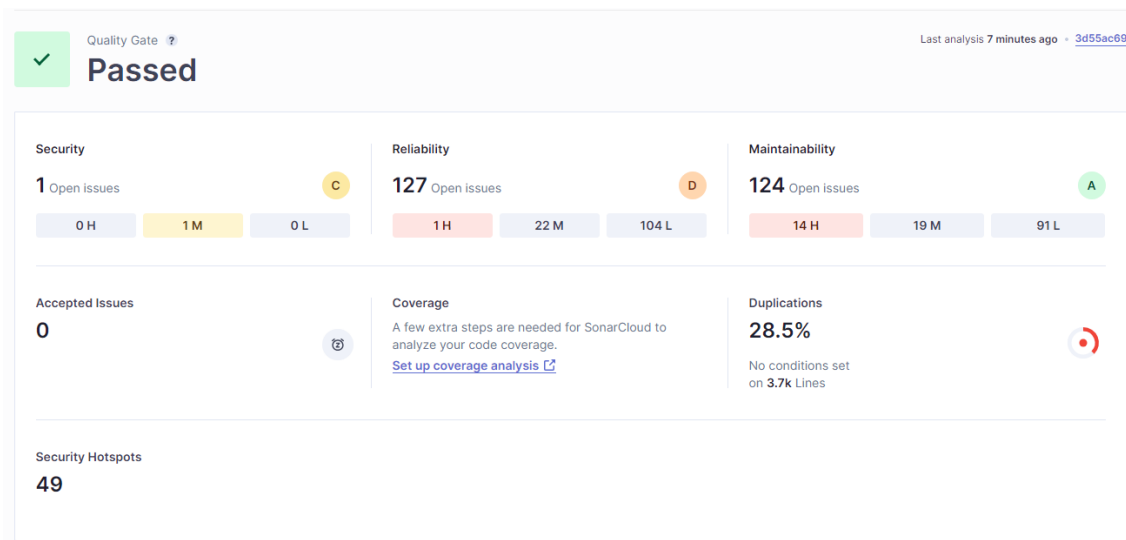 Quality Gate ?
Passed
Last analysis 7 minutes ago • 3d55ac69
Security
1 Open issues
C
0 H
1 M
0 L
Reliability
127 Open issues
D
1 H
22 M
104 L
Maintainability
124 Open issues
A
14 H
19 M
91 L
Accepted Issues
0
Coverage
A few extra steps are needed for SonarCloud to
analyze your code coverage.
Set up coverage analysis
Duplications
28.5%
No conditions set
on 3.7k Lines
Security Hotspots
49